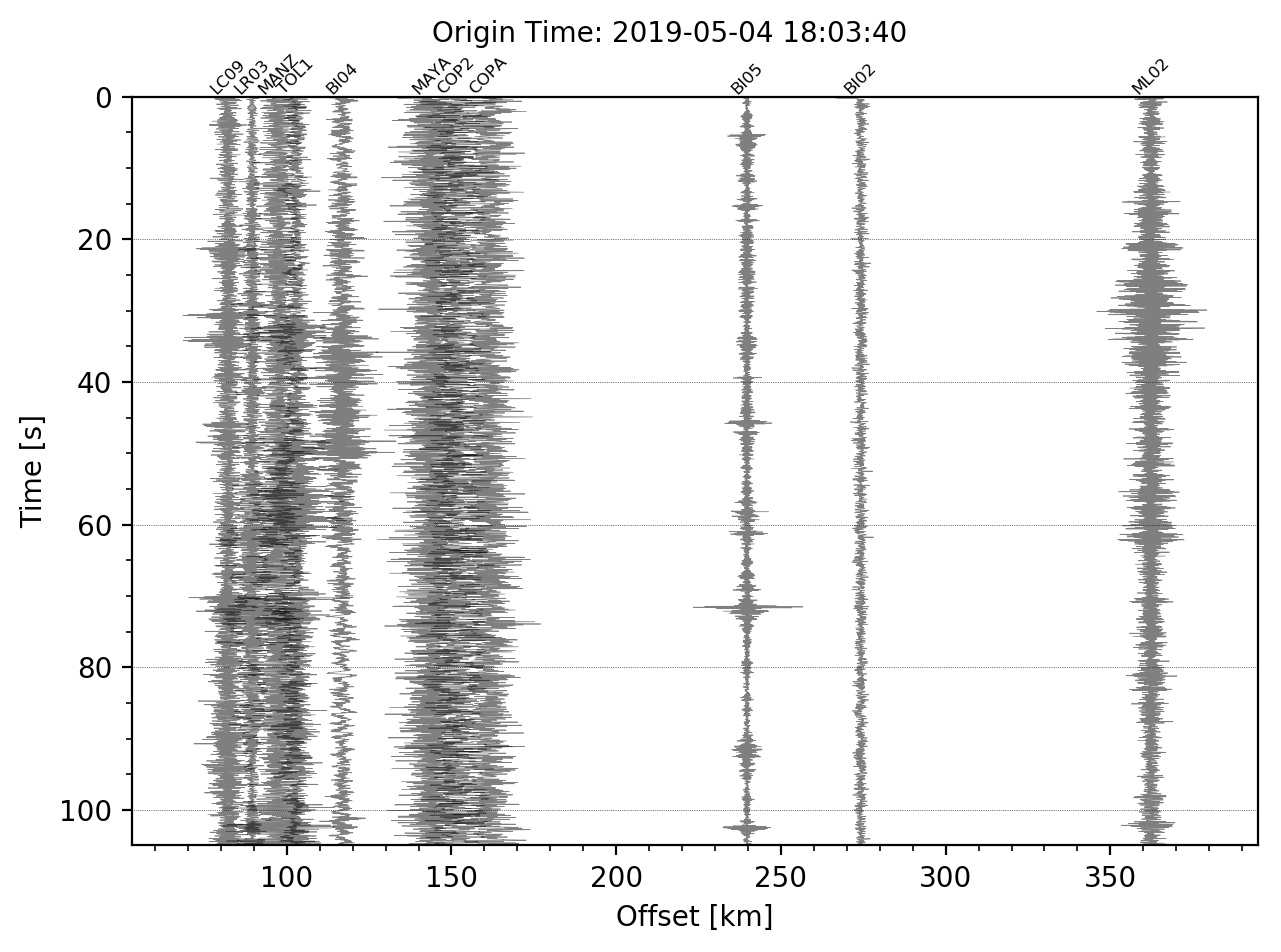 Origin Time: 2019-05-04 18:03:40
LC09 LR03 MANZ TOL1 BI04 MAYA COP2 COPA BI05 BI02 ML02
0
20
40
60
80
100
Time [s]
100 150 200 250 300 350
Offset [km]